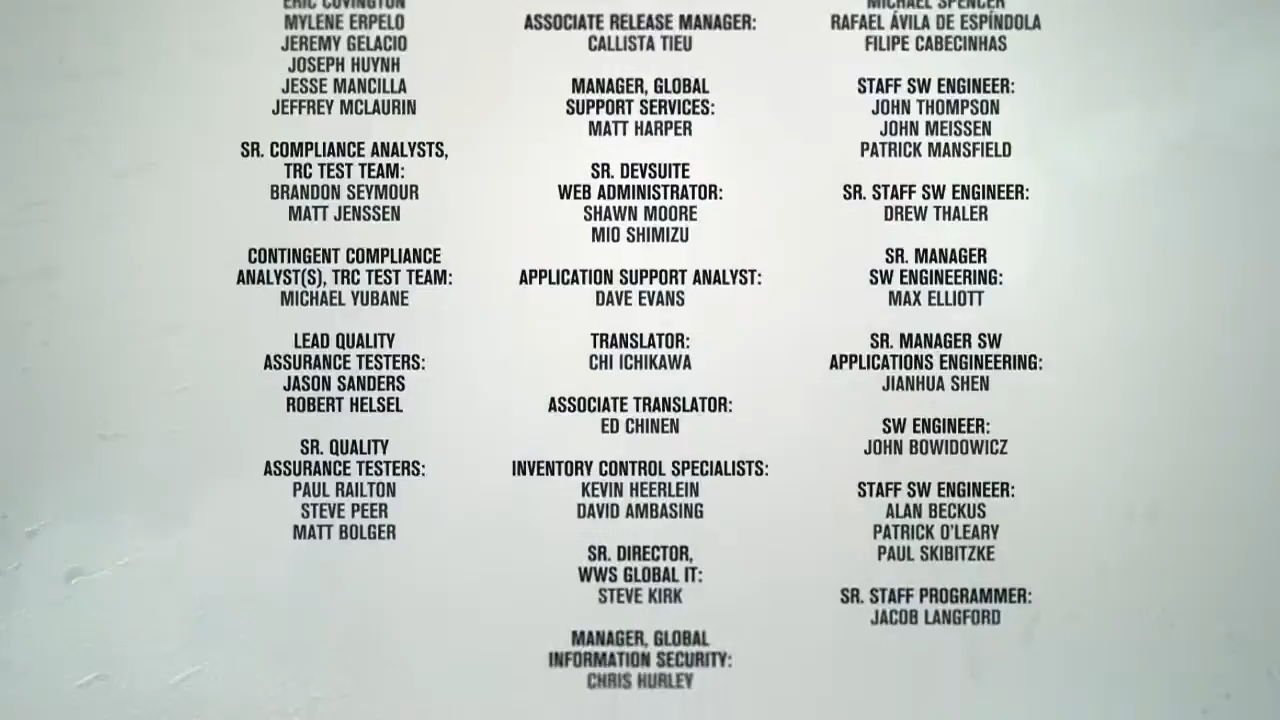 ERIC COVINGTON
MYLENE ERPELO
JEREMY GELACIO
JOSEPH HUYNH
JESSE MANCILLA
JEFFREY MCLAURIN
SR. COMPLIANCE ANALYSTS,
TRC TEST TEAM:
BRANDON SEYMOUR
MATT JENSSEN
CONTINGENT COMPLIANCE
ANALYST(S), TRC TEST TEAM:
MICHAEL YUBANE
LEAD QUALITY
ASSURANCE TESTERS:
JASON SANDERS
ROBERT HELSEL
SR. QUALITY
ASSURANCE TESTERS:
PAUL RAILTON
STEVE PEER
MATT BOLGER
ASSOCIATE RELEASE MANAGER:
CALLISTA TIEU
MANAGER, GLOBAL
SUPPORT SERVICES:
MATT HARPER
SR. DEVSUITE
WEB ADMINISTRATOR:
SHAWN MOORE
MIO SHIMIZU
APPLICATION SUPPORT ANALYST:
DAVE EVANS
TRANSLATOR:
CHI ICHIKAWA
ASSOCIATE TRANSLATOR:
ED CHINEN
INVENTORY CONTROL SPECIALISTS:
KEVIN HEERLEIN
DAVID AMBASING
SR. DIRECTOR,
WWS GLOBAL IT:
STEVE KIRK
MANAGER, GLOBAL
INFORMATION SECURITY:
CHRIS HURLEY
MICHAEL SPENCER
RAFAEL ÁVILA DE ESPÍNDOLA
FILIPE CABECINHAS
STAFF SW ENGINEER:
JOHN THOMPSON
JOHN MEISSEN
PATRICK MANSFIELD
SR. STAFF SW ENGINEER:
DREW THALER
SR. MANAGER
SW ENGINEERING:
MAX ELLIOTT
SR. MANAGER SW
APPLICATIONS ENGINEERING:
JIANHUA SHEN
SW ENGINEER:
JOHN BOWIDOWICZ
STAFF SW ENGINEER:
ALAN BECKUS
PATRICK O'LEARY
PAUL SKIBITZKE
SR. STAFF PROGRAMMER:
JACOB LANGFORD